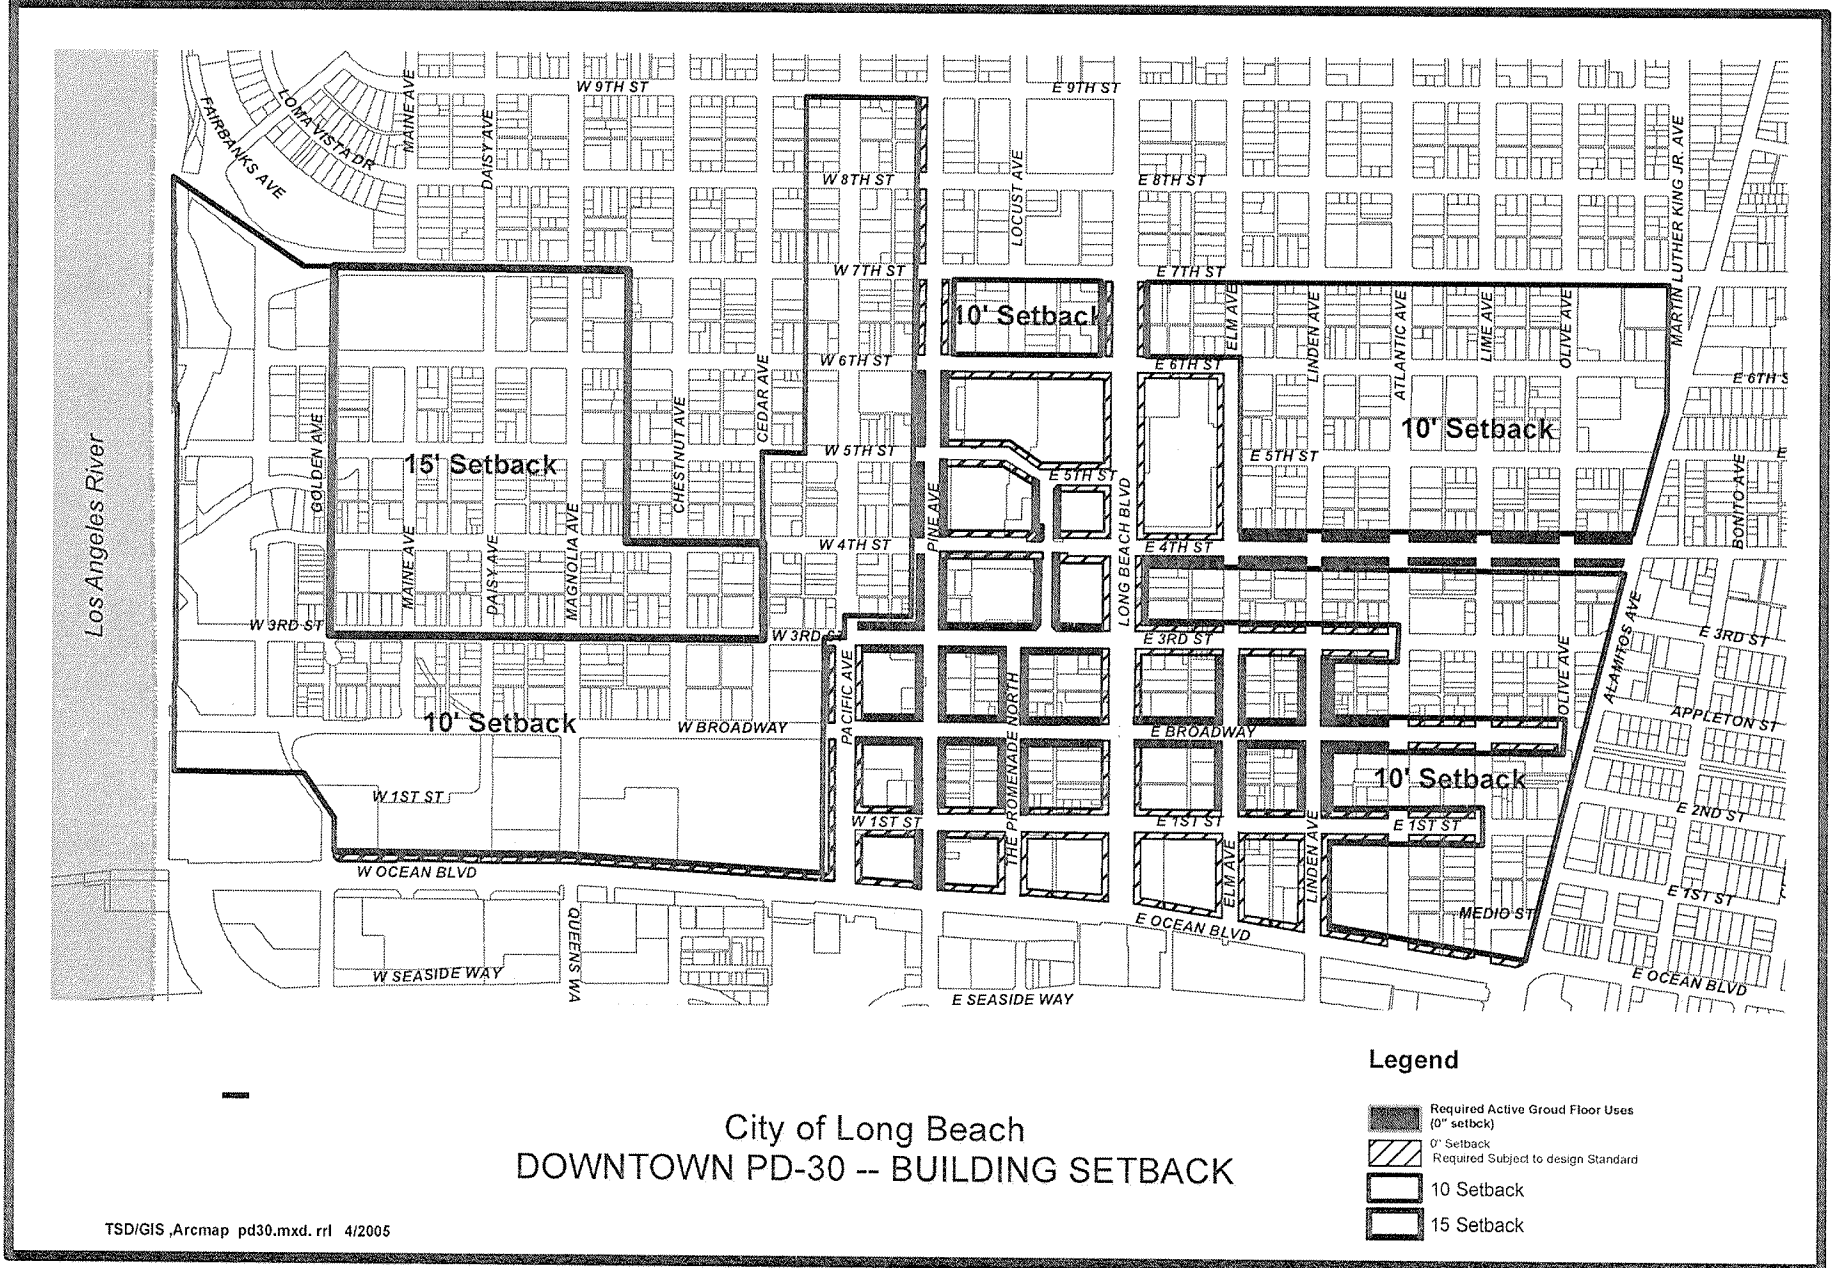 W 9TH ST
E 9TH ST
MAINE AVE
LOMA VISTA DR
FAIRBANKS AVE
DAISY AVE
W 8TH ST
LOCUST AVE
E 8TH ST
MARTIN LUTHER KING JR. AVE
W 7TH ST
E 7TH ST
10' Setback
ELM AVE
LINDEN AVE
ATLANTIC AVE
LIME AVE
OLIVE AVE
W 6TH ST
E 6TH ST
E 6TH S
CEDAR AVE
CHESTNUT AVE
GOLDEN AVE
15' Setback
10' Setback
W 5TH ST
E 5TH ST
E 5TH ST
E
BONITO AVE
PINE AVE
LONG BEACH BLVD
Los Angeles River
MAINE AVE
DAISY AVE
MAGNOLIA AVE
W 4TH ST
E 4TH ST
W 3RD ST
W 3RD ST
E 3RD ST
E 3RD ST
ALAMITOS AVE
OLIVE AVE
PACIFIC AVE
THE PROMENADE NORTH
10' Setback
W BROADWAY
E BROADWAY
APPLETON ST
10' Setback
W 1ST ST
W 1ST ST
E 1ST ST
E 1ST ST
E 2ND ST
ELM AVE
LINDEN AVE
W OCEAN BLVD
E 1ST ST
MEDIO ST
E OCEAN BLVD
QUEENS WA
W SEASIDE WAY
E SEASIDE WAY
E OCEAN BLVD
Legend
Required Active Groud Floor Uses
(0" setbck)
0" Setback
Required Subject to design Standard
10 Setback
15 Setback
City of Long Beach
DOWNTOWN PD-30 -- BUILDING SETBACK
TSD/GIS ,Arcmap pd30.mxd. rrl 4/2005